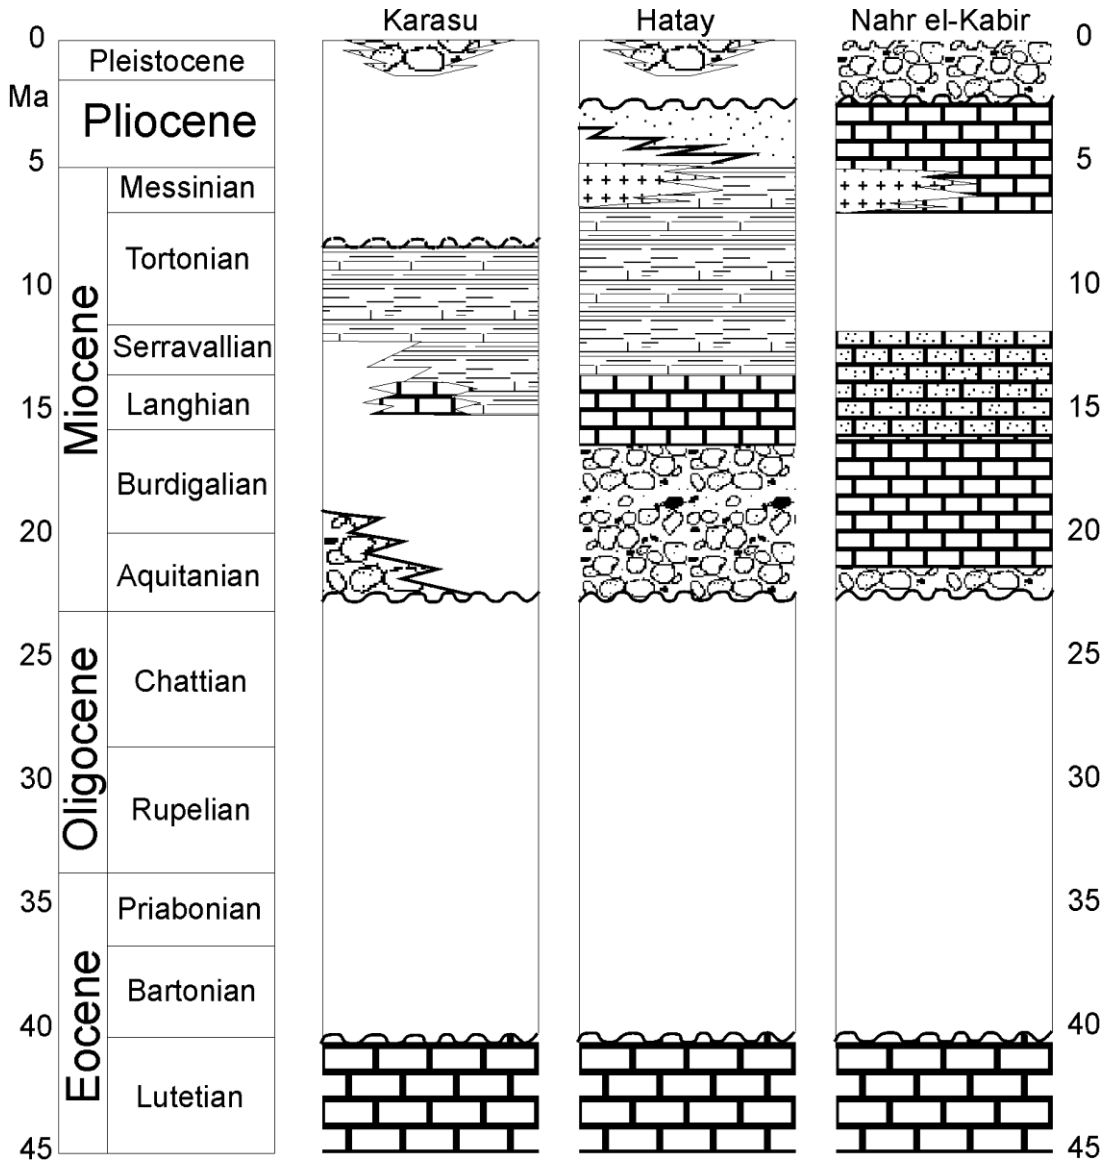 Karasu Hatay Nahr el-Kabir
0 0
Pleistocene
Ma
Pliocene
5 5
Messinian
Tortonian
10 10
Serravallian
Miocene
Langhian
15 15
Burdigalian
20 20
Aquitanian
25 25
Chattian
Oligocene
30 30
Rupelian
35 35
Priabonian
Bartonian
40 40
Eocene
Lutetian
45 45